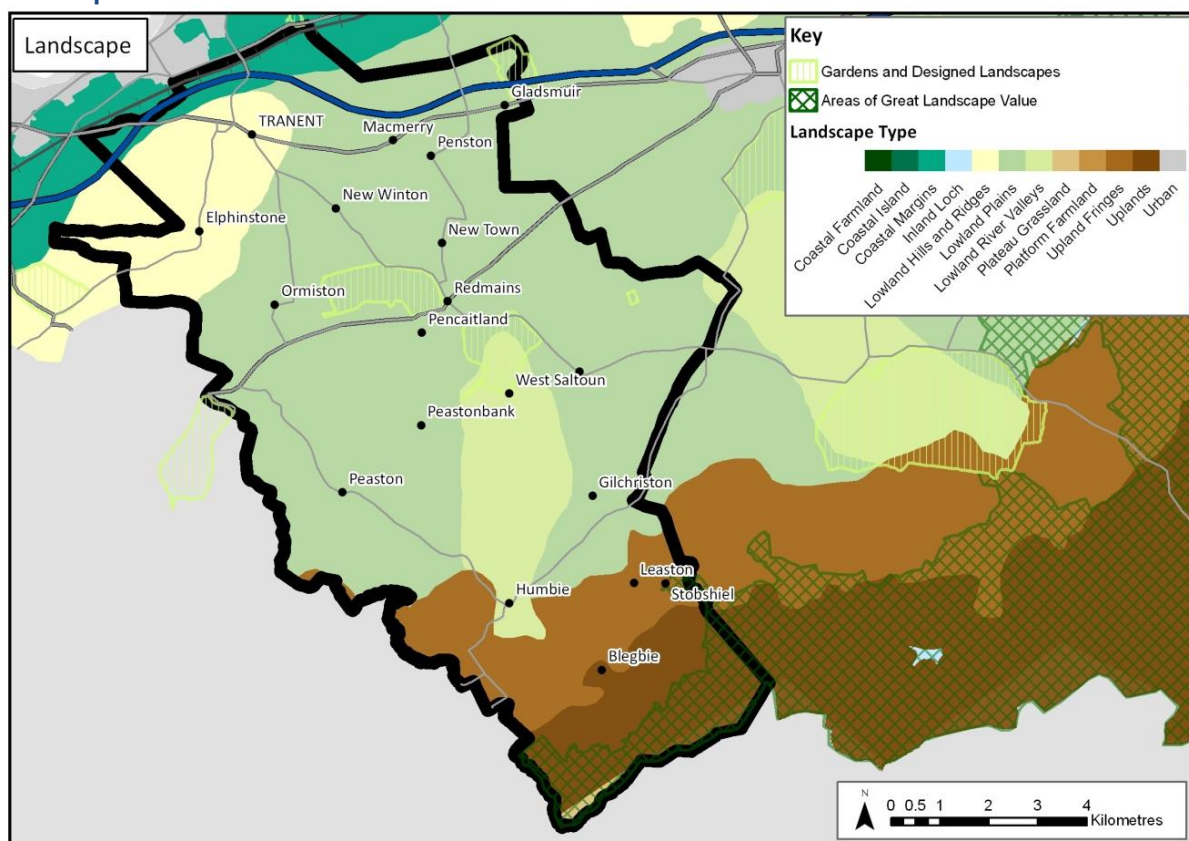 Landscape
Key
Gardens and Designed Landscapes
Areas of Great Landscape Value
Landscape Type
Coastal Farmland
Coastal Island
Coastal Margins
Inland Loch
Lowland Hills and Ridges
Lowland Plains
Lowland River Valleys
Plateau Grassland
Platform Farmland
Upland Fringes
Uplands
Urban
Gladsmuir
TRANENT
Macmerry
Penston
New Winton
Elphinstone
New Town
Ormiston
Redmains
Pencaitland
West Saltoun
Peastonbank
Peaston
Gilchriston
Leaston
Stobshiel
Humbie
Blegbie
N
0 0.5 1 2 3 4
Kilometres